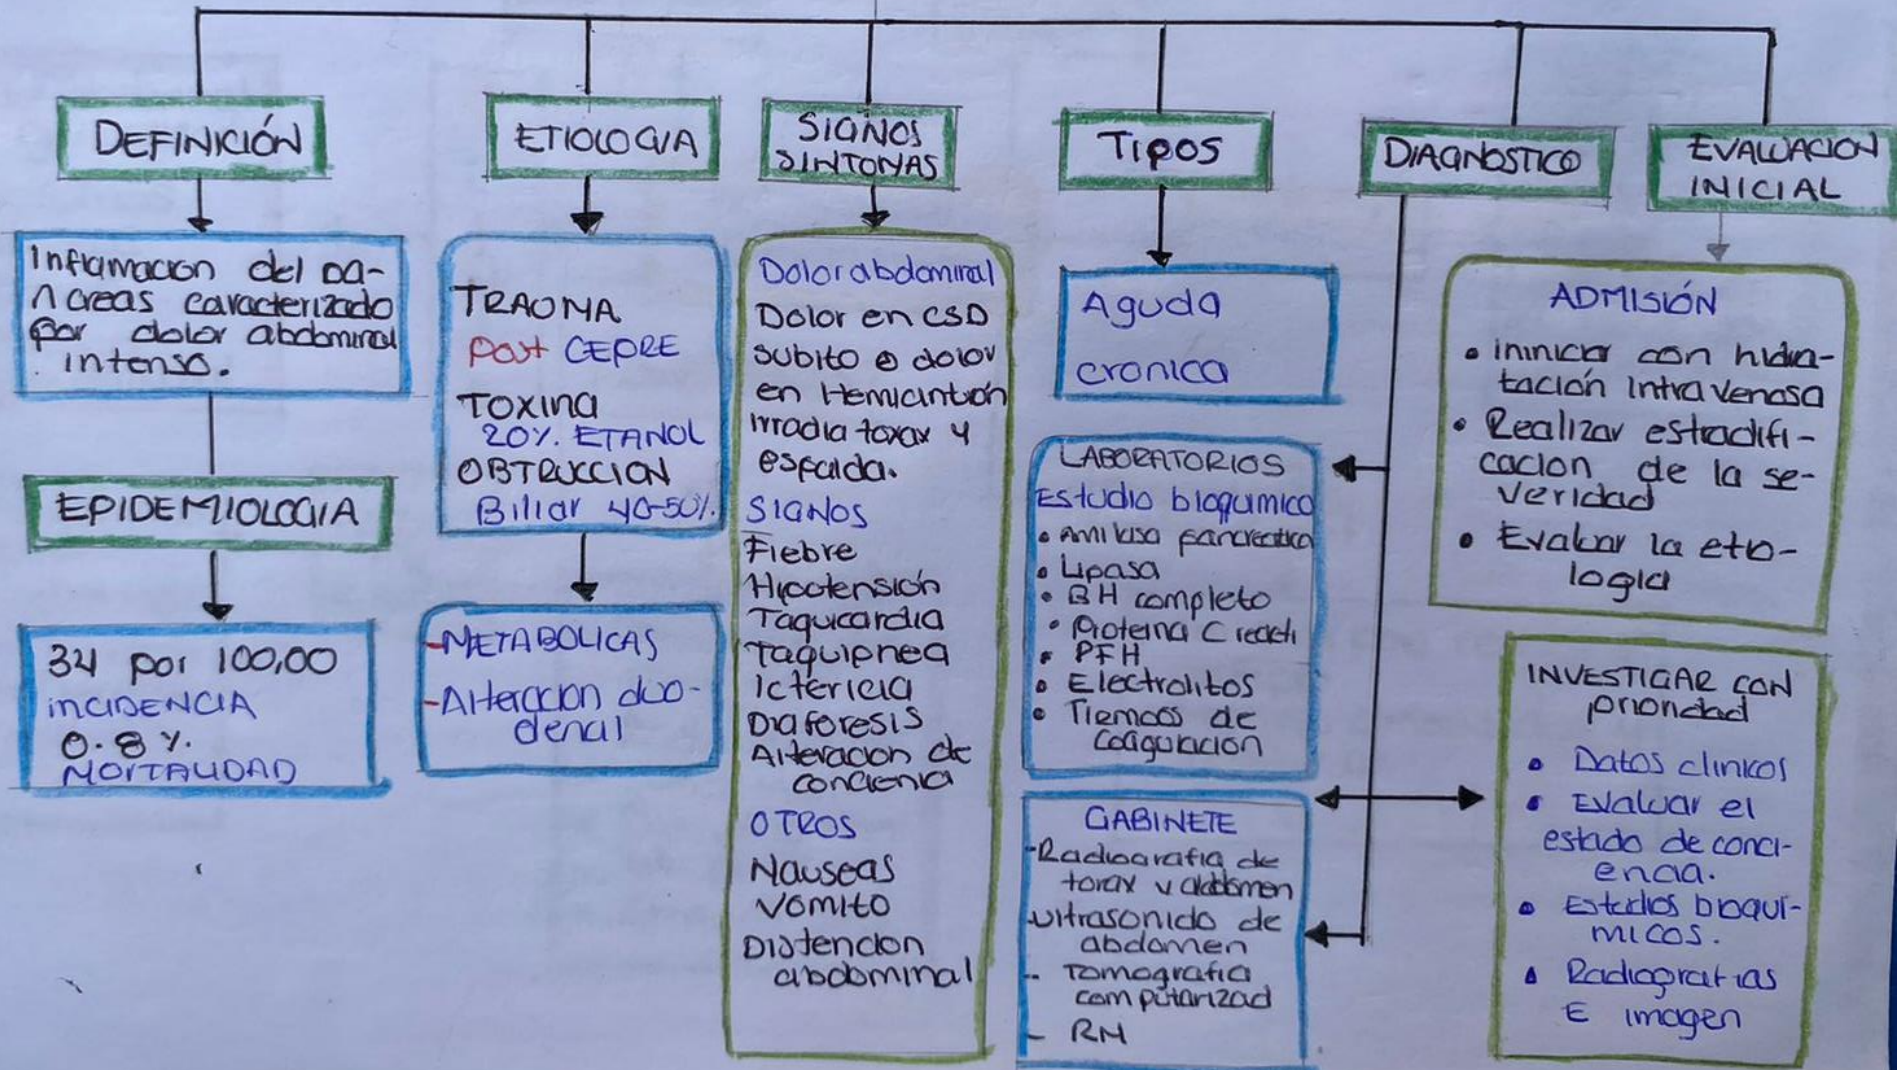 DEFINICIÓN
Inflamacion del pa-
ncreas caracterizado
por dolor abdominal
intenso.
EPIDEMIOLOGIA
34 por 100,00
INCIDENCIA
0.8 %.
MORTALIDAD
ETIOLOGIA
TRAUMA
Post CEPRE
TOXINA
20%. ETANOL
OBTRUCCION
Biliar 40-50%.
-METABOLICAS
-Alteracion duo-
denal
SIGNOS
SINTOMAS
Dolor abdominal
Dolor en CSD
subito o dolor
en Hemicintrón
irradia torax y
espalda.
SIGNOS
Fiebre
Hipotensión
Taquicardia
Taquipnea
Ictericia
Diaforesis
Alteracion de
conciencia
OTROS
Nauseas
vomito
Distencion
abdominal
Tipos
Aguda
cronica
DIAGNOSTICO
LABORATORIOS
Estudio bioquimico
• Amilasa pancreatica
• Lipasa
• BH completo
• Proteina C reacti
• PFH
• Electrolitos
• Tiempos de
coagulación
GABINETE
-Radiografia de
torax y abdomen
-ultrasonido de
abdomen
- Tomografia
computarizad
- RM
EVALUACION
INICIAL
ADMISIÓN
• ininiciar con hidra-
tación intravenosa
• Realizar estradifi-
cacion de la se-
veridad
• Evaluar la etio-
logia
INVESTIGAR CON
prioridad
• Datos clinicos
• Evaluar el
estado de conci-
encia.
• Estudios bioquí-
micos.
• Radiografias
E imagen